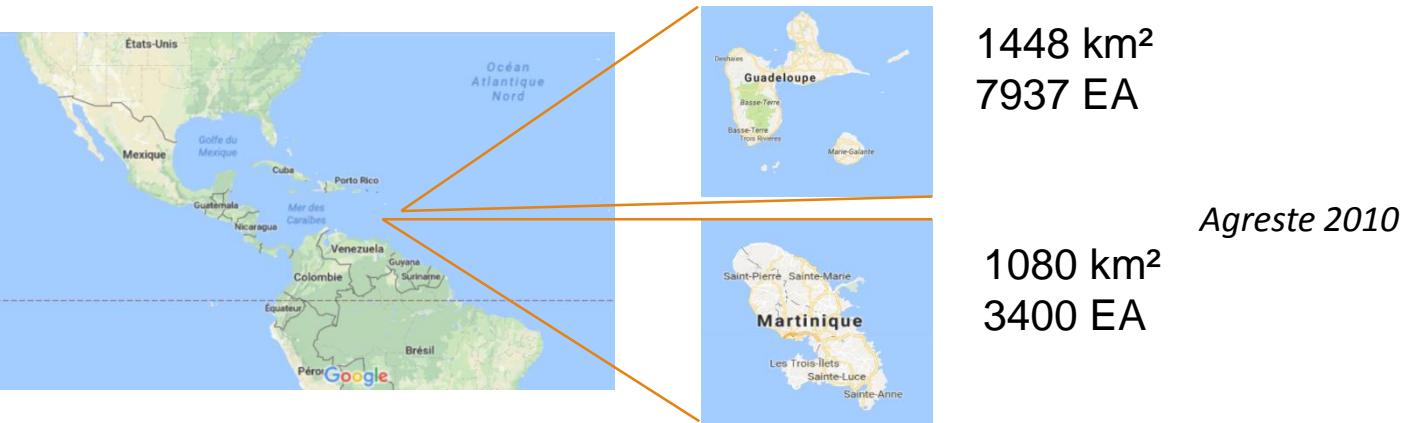 États-Unis
Océan
Atlantique
Nord
Golfe du
Mexique
Mexique
Cuba
Porto Rico
Guatemala
Mer des
Caraïbes
Nicaragua
Venezuela
Guyana
Colombie
Suriname
Équateur
Brésil
Pérou
Google
Deshaies
Guadeloupe
Basse-Terre
Basse-Terre
Trois Rivières
Marie-Galante
1448 km²
7937 EA
Agreste 2010
Saint-Pierre Sainte-Marie
Martinique
Les Trois-Îlets
Sainte-Luce
Sainte-Anne
1080 km²
3400 EA